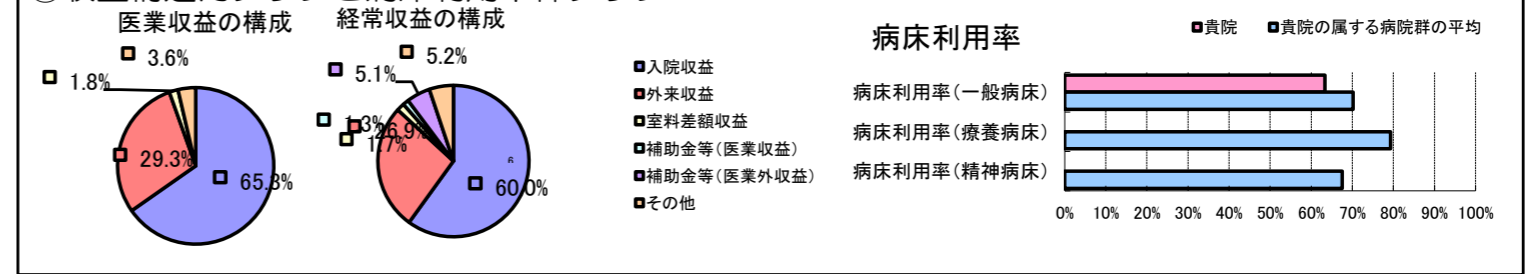 医業収益の構成
3.6%
1.8%
29.3%
65.3%
経常収益の構成
5.2%
5.1%
1.3%
26.9%
1.7%
60.0%
入院収益
外来収益
室料差額収益
補助金等(医業収益)
補助金等(医業外収益)
その他
病床利用率
貴院 貴院の属する病院群の平均
病床利用率(一般病床)
病床利用率(療養病床)
病床利用率(精神病床)
0% 10% 20% 30% 40% 50% 60% 70% 80% 90% 100%